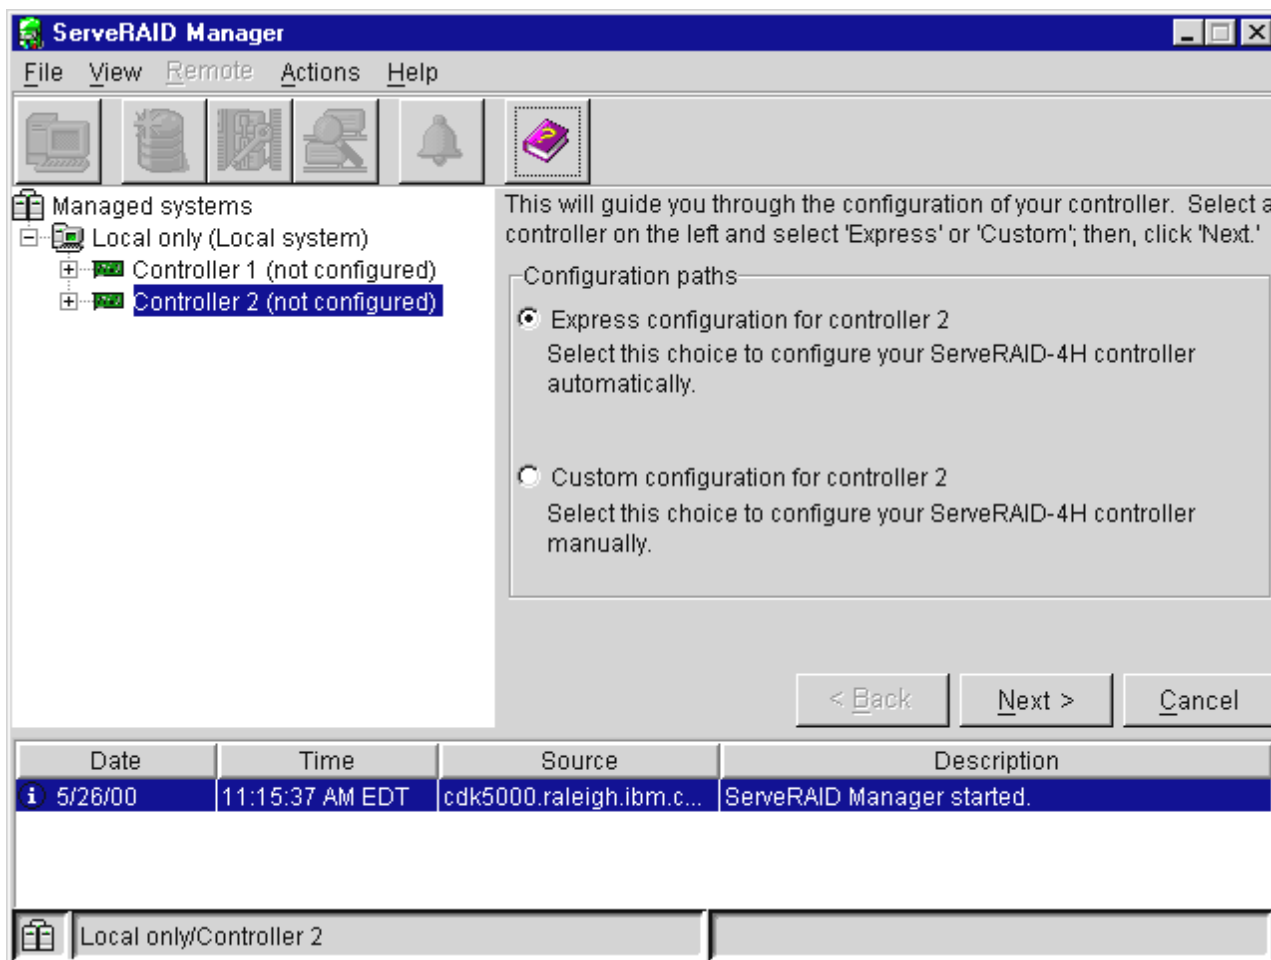 ServeRAID Manager
File View Remote Actions Help
Managed systems
Local only (Local system)
Controller 1 (not configured)
Controller 2 (not configured)
This will guide you through the configuration of your controller. Select a
controller on the left and select 'Express' or 'Custom'; then, click 'Next.'
Configuration paths
Express configuration for controller 2
Select this choice to configure your ServeRAID-4H controller
automatically.
Custom configuration for controller 2
Select this choice to configure your ServeRAID-4H controller
manually.
< Back Next > Cancel
Date Time Source Description
5/26/00 11:15:37 AM EDT cdk5000.raleigh.ibm.c... ServeRAID Manager started.
Local only/Controller 2